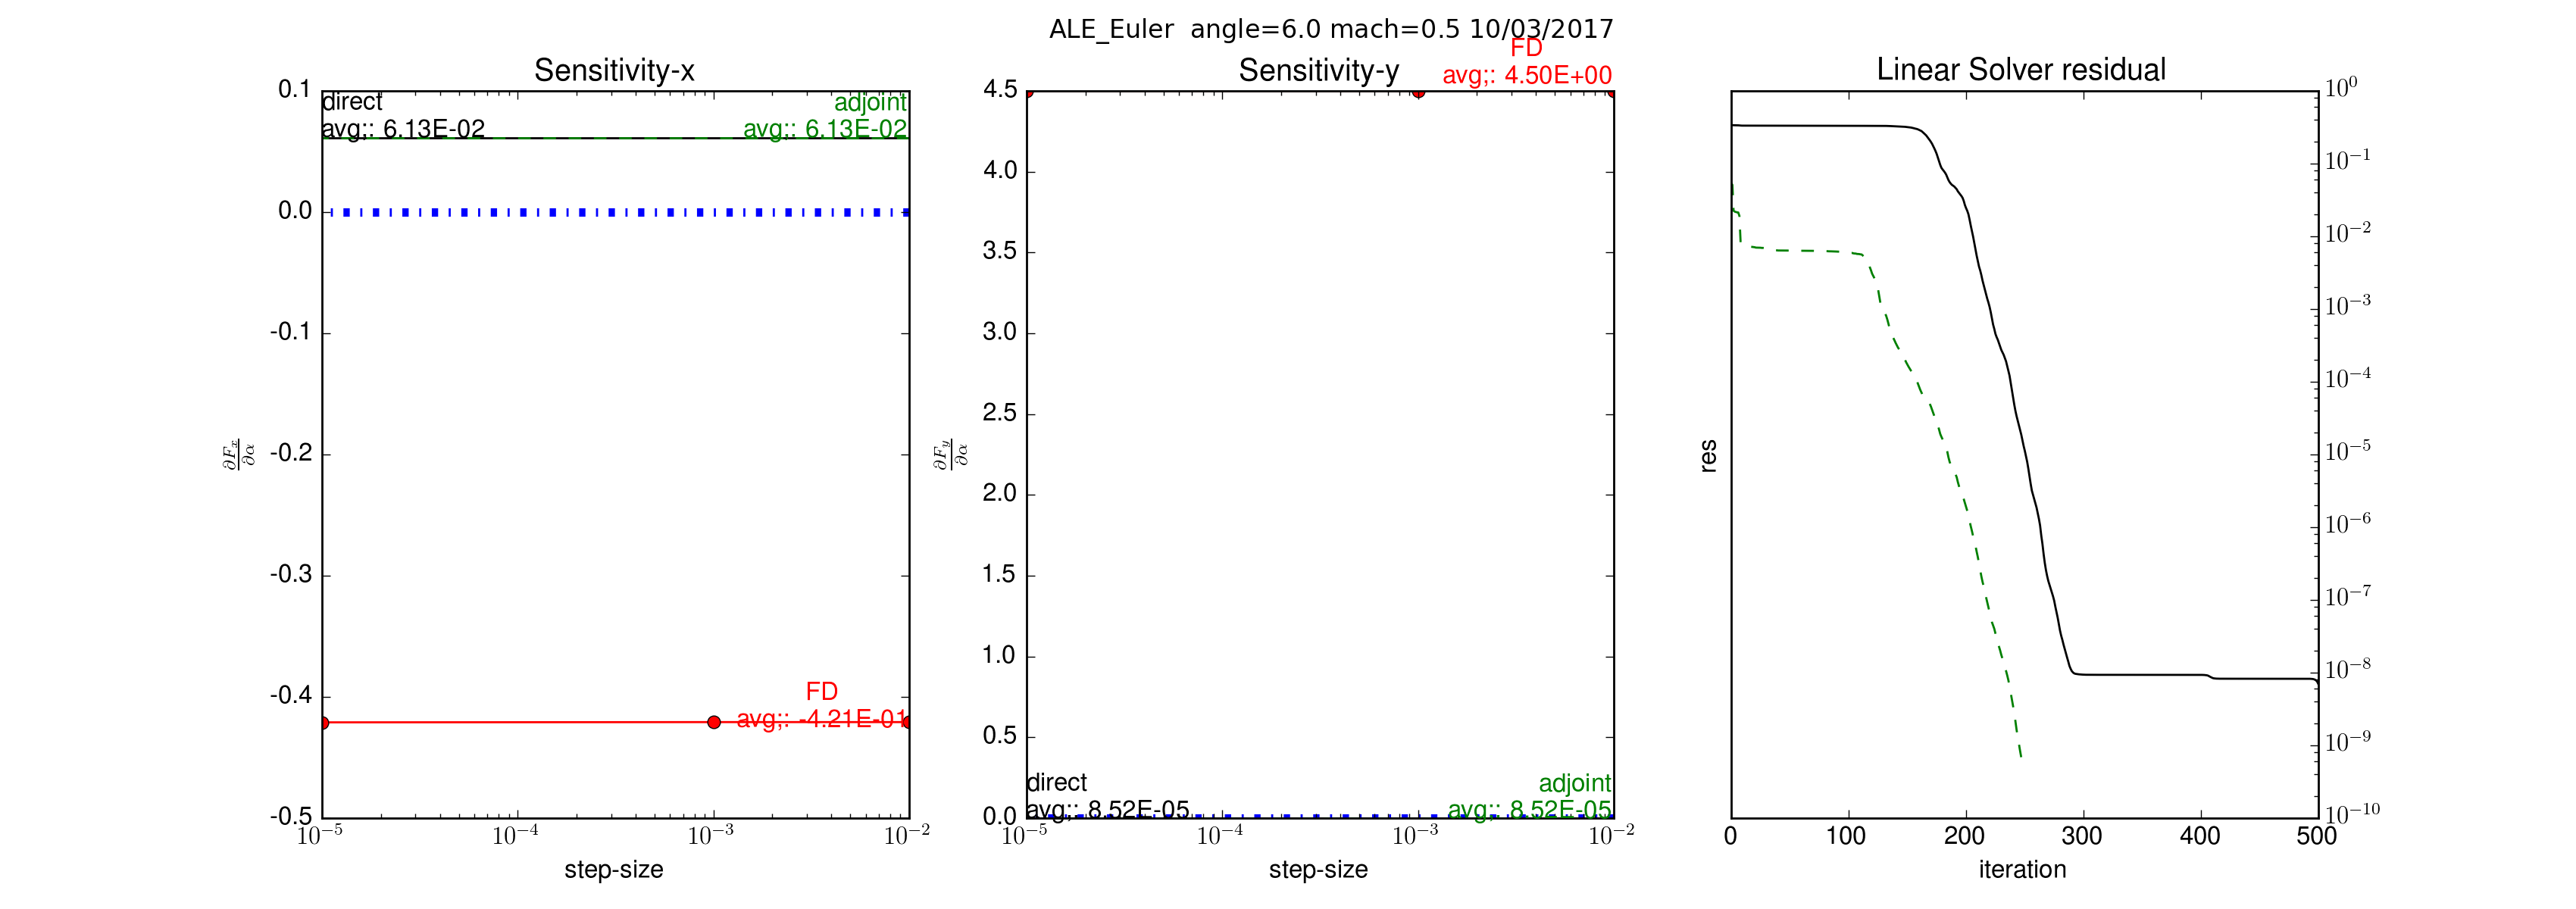 ALE_Euler  angle=6.0 mach=0.5 10/03/2017
Sensitivity-x
0.1
0.0
-0.1
-0.2
-0.3
-0.4
-0.5
direct
avg;: 6.13E-02
adjoint
avg;: 6.13E-02
FD
avg;: -4.21E-01
∂F_x/∂α
10^-5
10^-4
10^-3
10^-2
step-size
Sensitivity-y
FD
avg;: 4.50E+00
4.5
4.0
3.5
3.0
2.5
2.0
1.5
1.0
0.5
0.0
direct
avg;: 8.52E-05
adjoint
avg;: 8.52E-05
∂F_y/∂α
10^-5
10^-4
10^-3
10^-2
step-size
Linear Solver residual
10^0
10^-1
10^-2
10^-3
10^-4
10^-5
10^-6
10^-7
10^-8
10^-9
10^-10
res
0
100
200
300
400
500
iteration